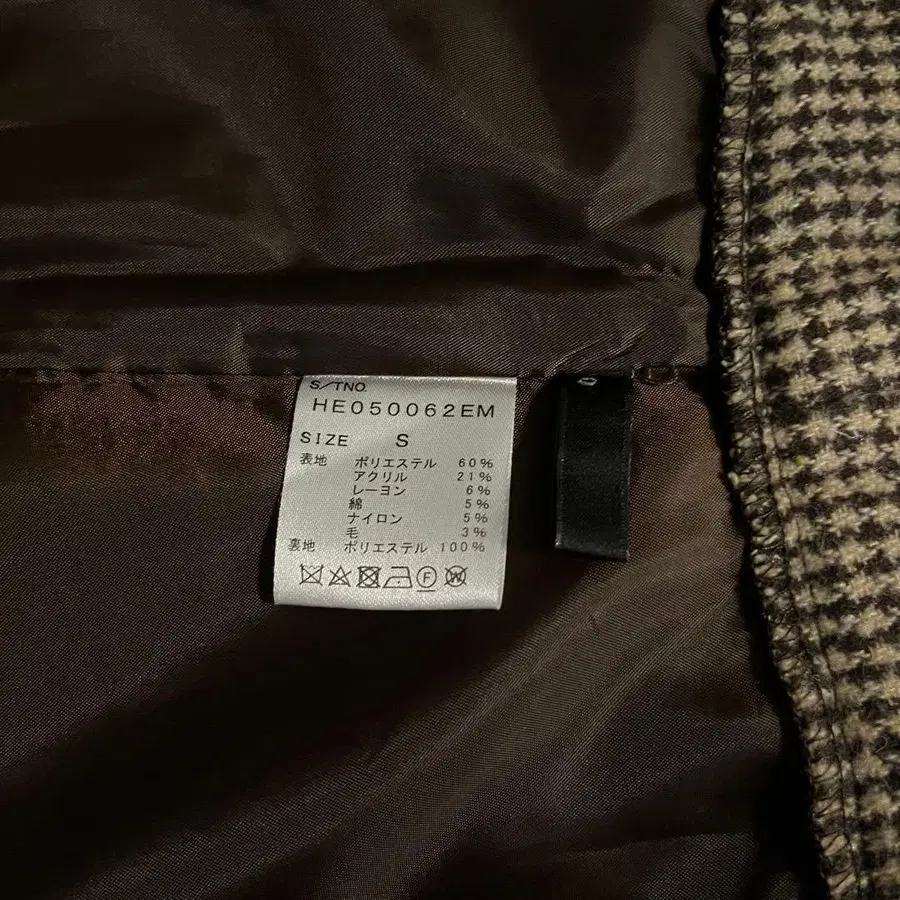 S/TNO.
HE050062EM
SIZE S
表地 ポリエステル 60%
アクリル 21%
レーヨン 6%
綿 5%
ナイロン 5%
毛 3%
裏地 ポリエステル 100%
F W